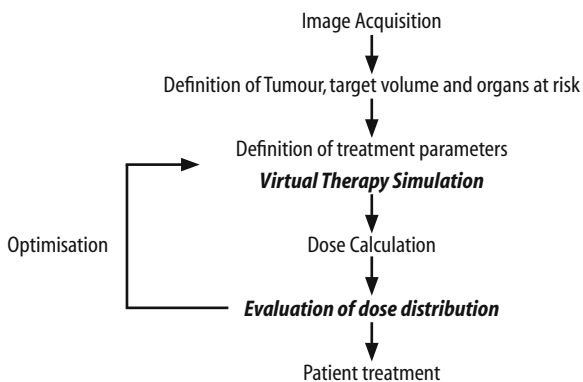 Image Acquisition
Definition of Tumour, target volume and organs at risk
Definition of treatment parameters
Virtual Therapy Simulation
Optimisation
Dose Calculation
Evaluation of dose distribution
Patient treatment